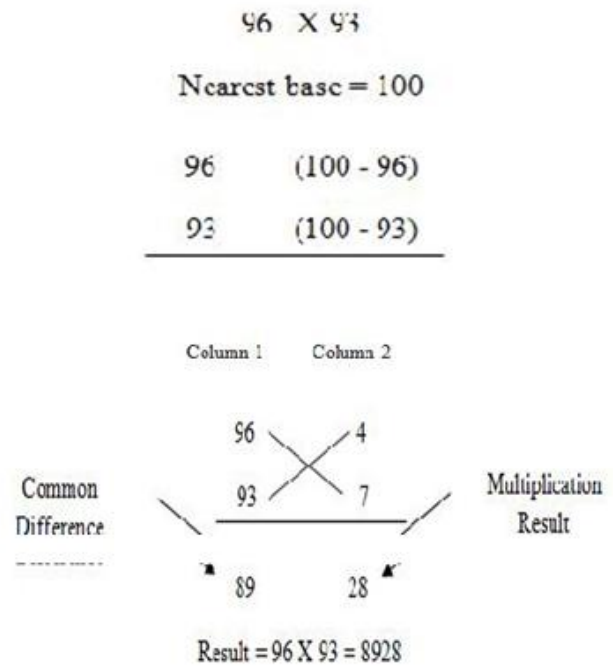 96 X 93
Nearest base = 100
96 (100 - 96)
93 (100 - 93)
Column 1 Column 2
96 4
93 7
Common
Difference
Multiplication
Result
89 28
Result = 96 X 93 = 8928